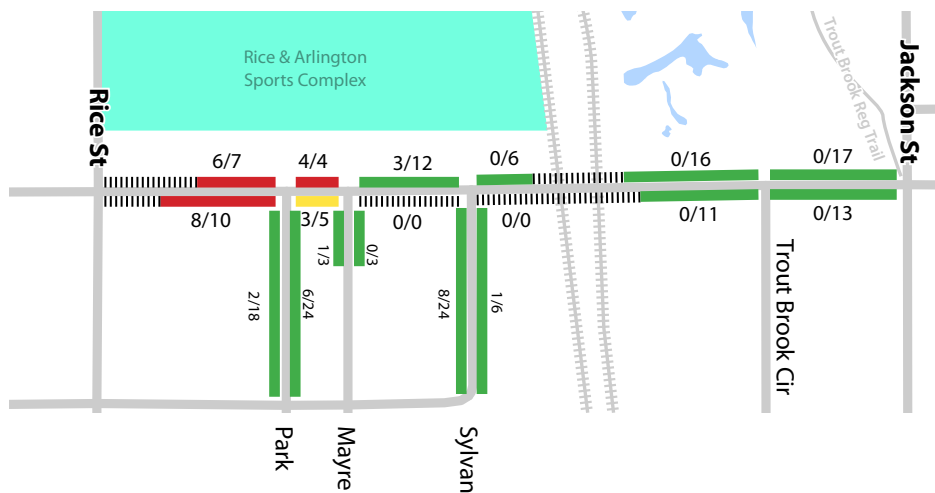 Rice & Arlington
Sports Complex
Trout Brook Reg Trail
Jackson St
Rice St
6/7
4/4
3/12
0/6
0/16
0/17
8/10
3/5
0/0
0/0
0/11
0/13
1/3
0/3
2/18
6/24
8/24
1/6
Trout Brook Cir
Park
Mayre
Sylvan